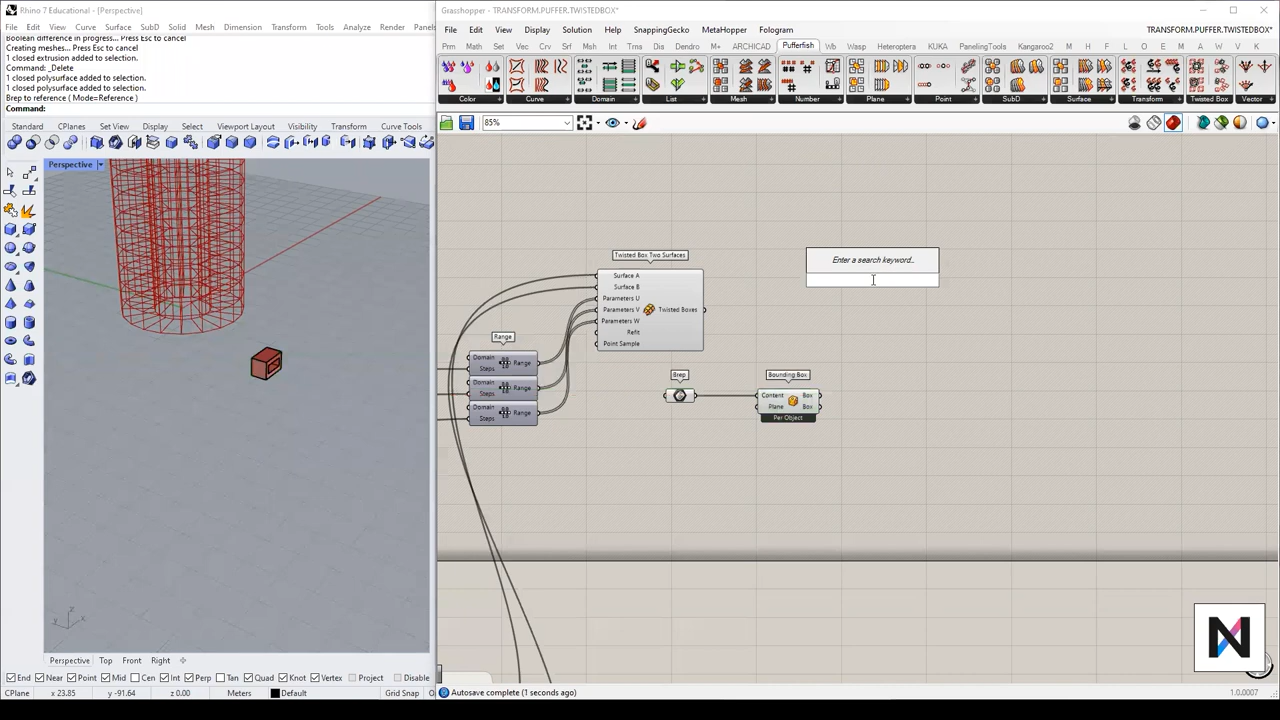 Rhino 7 Educational - [Perspective]
File Edit View Curve Surface SubD Solid Mesh Dimension Transform Tools Analyze Render Panels
Boolean difference in progress... Press Esc to cancel
Creating meshes... Press Esc to cancel
1 closed extrusion added to selection.
Command: _Delete
1 closed polysurface added to selection.
1 closed polysurface added to selection.
Brep to reference ( Mode=Reference )
Command:
Standard CPlanes Set View Display Select Viewport Layout Visibility Transform Curve Tools
Perspective
z
y x
Perspective Top Front Right
End Near Point Mid Cen Int Perp Tan Quad Knot Vertex Project Disable
CPlane x 23.85 y -91.64 z 0.00 Meters Default Grid Snap
Grasshopper - TRANSFORM.PUFFER.TWISTEDBOX*
File Edit View Display Solution Help SnappingGecko MetaHopper Fologram TRANSFORM.PUFFER.TWISTEDBOX*
Prm Math Set Vec Crv Srf Msh Int Trns Dis Dendro M+ ARCHICAD Pufferfish Wb Wasp Heteroptera KUKA PanelingTools Kangaroo2 M H F L O E D A W V K
Color Curve Domain List Mesh Number Plane Point SubD Surface Transform Twisted Box Vector
85%
Enter a search keyword..
Twisted Box Two Surfaces
Surface A
Surface B
Parameters U
Parameters V Twisted Boxes
Parameters W
Refit
Point Sample
Range
Domain Range
Steps
Domain Range
Steps
Domain Range
Steps
Brep
Bounding Box
Content Box
Plane Box
Per Object
N
Autosave complete (1 seconds ago)
1.0.0007